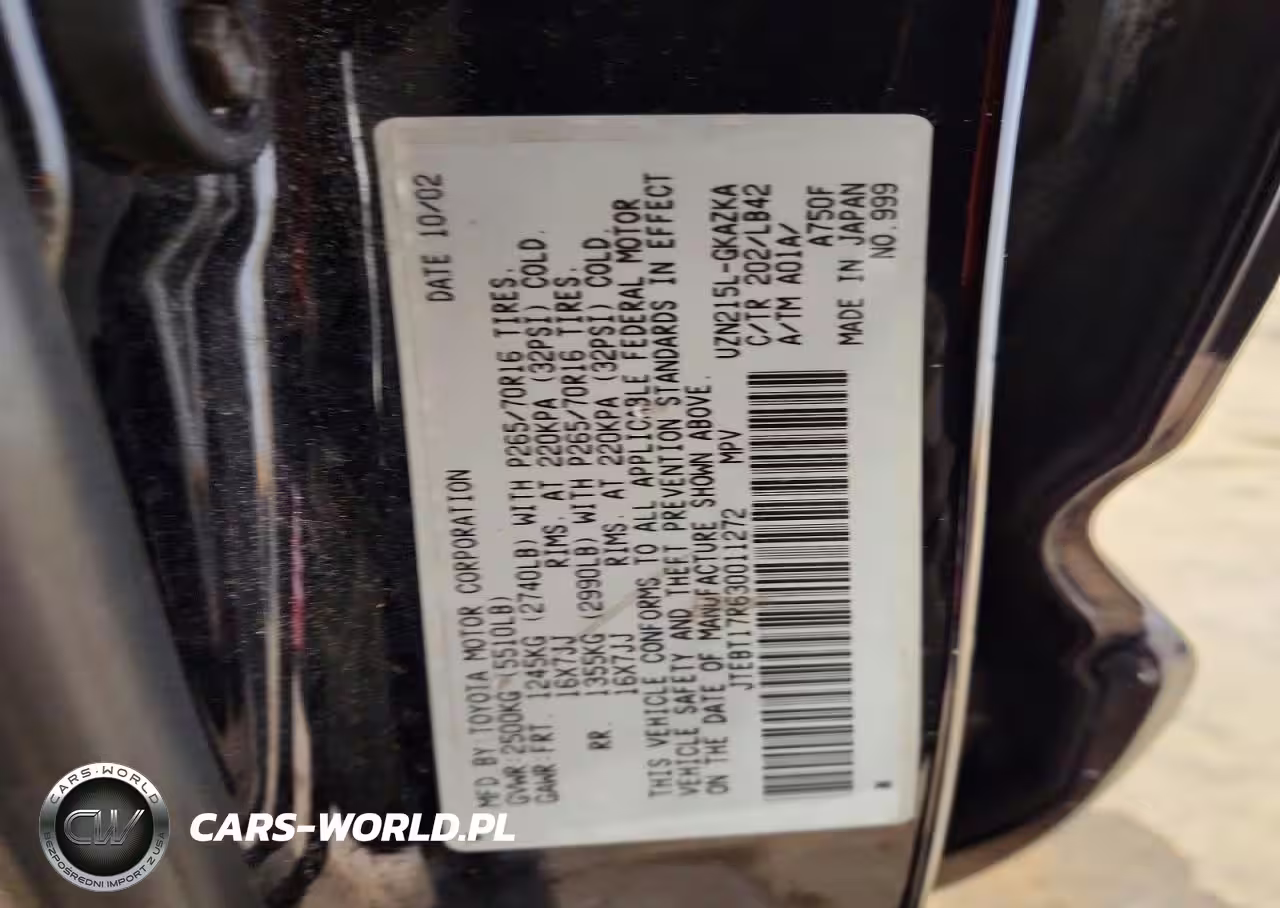 MFD BY TOYOTA MOTOR CORPORATION DATE 10/02
GVWR:2500KG 5510LB)
GAWR FRT. 1245KG (2740LB) WITH P265/70R16 TIRES,
16X7JJ RIMS, AT 220KPA (32PSI) COLD.
RR. 1355KG (2990LB) WITH P265/70R16 TIRES,
16X7JJ RIMS, AT 220KPA (32PSI) COLD
THIS VEHICLE CONFORMS TO ALL APPLICABLE FEDERAL MOTOR
VEHICLE SAFETY AND THEFT PREVENTION STANDARDS IN EFFECT
ON THE DATE OF MANUFACTURE SHOWN ABOVE.
JTEBT17R630011272 MPV
UZN215L-GKAZKA
C/TR 202/LB42
A/TM A01A/
A750F
MADE IN JAPAN
NO.999
CARS-WORLD
CW
BEZPOŚREDNI IMPORT Z USA
CARS-WORLD.PL